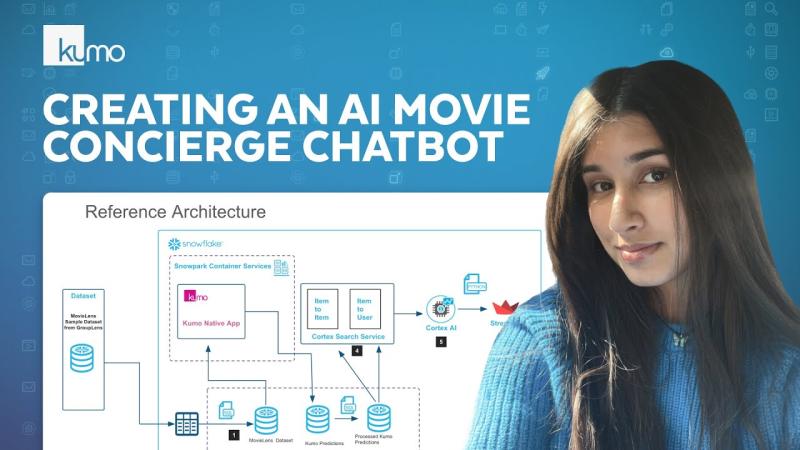 kumo
CREATING AN AI MOVIE
CONCIERGE CHATBOT
Reference Architecture
snowflake
Snowpark Container Services
Dataset
MovieLens
Sample Dataset
from GroupLens
kumo
Kumo Native App
Item
to
Item
Item
to
User
Cortex Search Service
4
PYTHON
Cortex AI
5
Stre
1
MovieLens Dataset
Kumo Predictions
Processed Kumo
Predictions